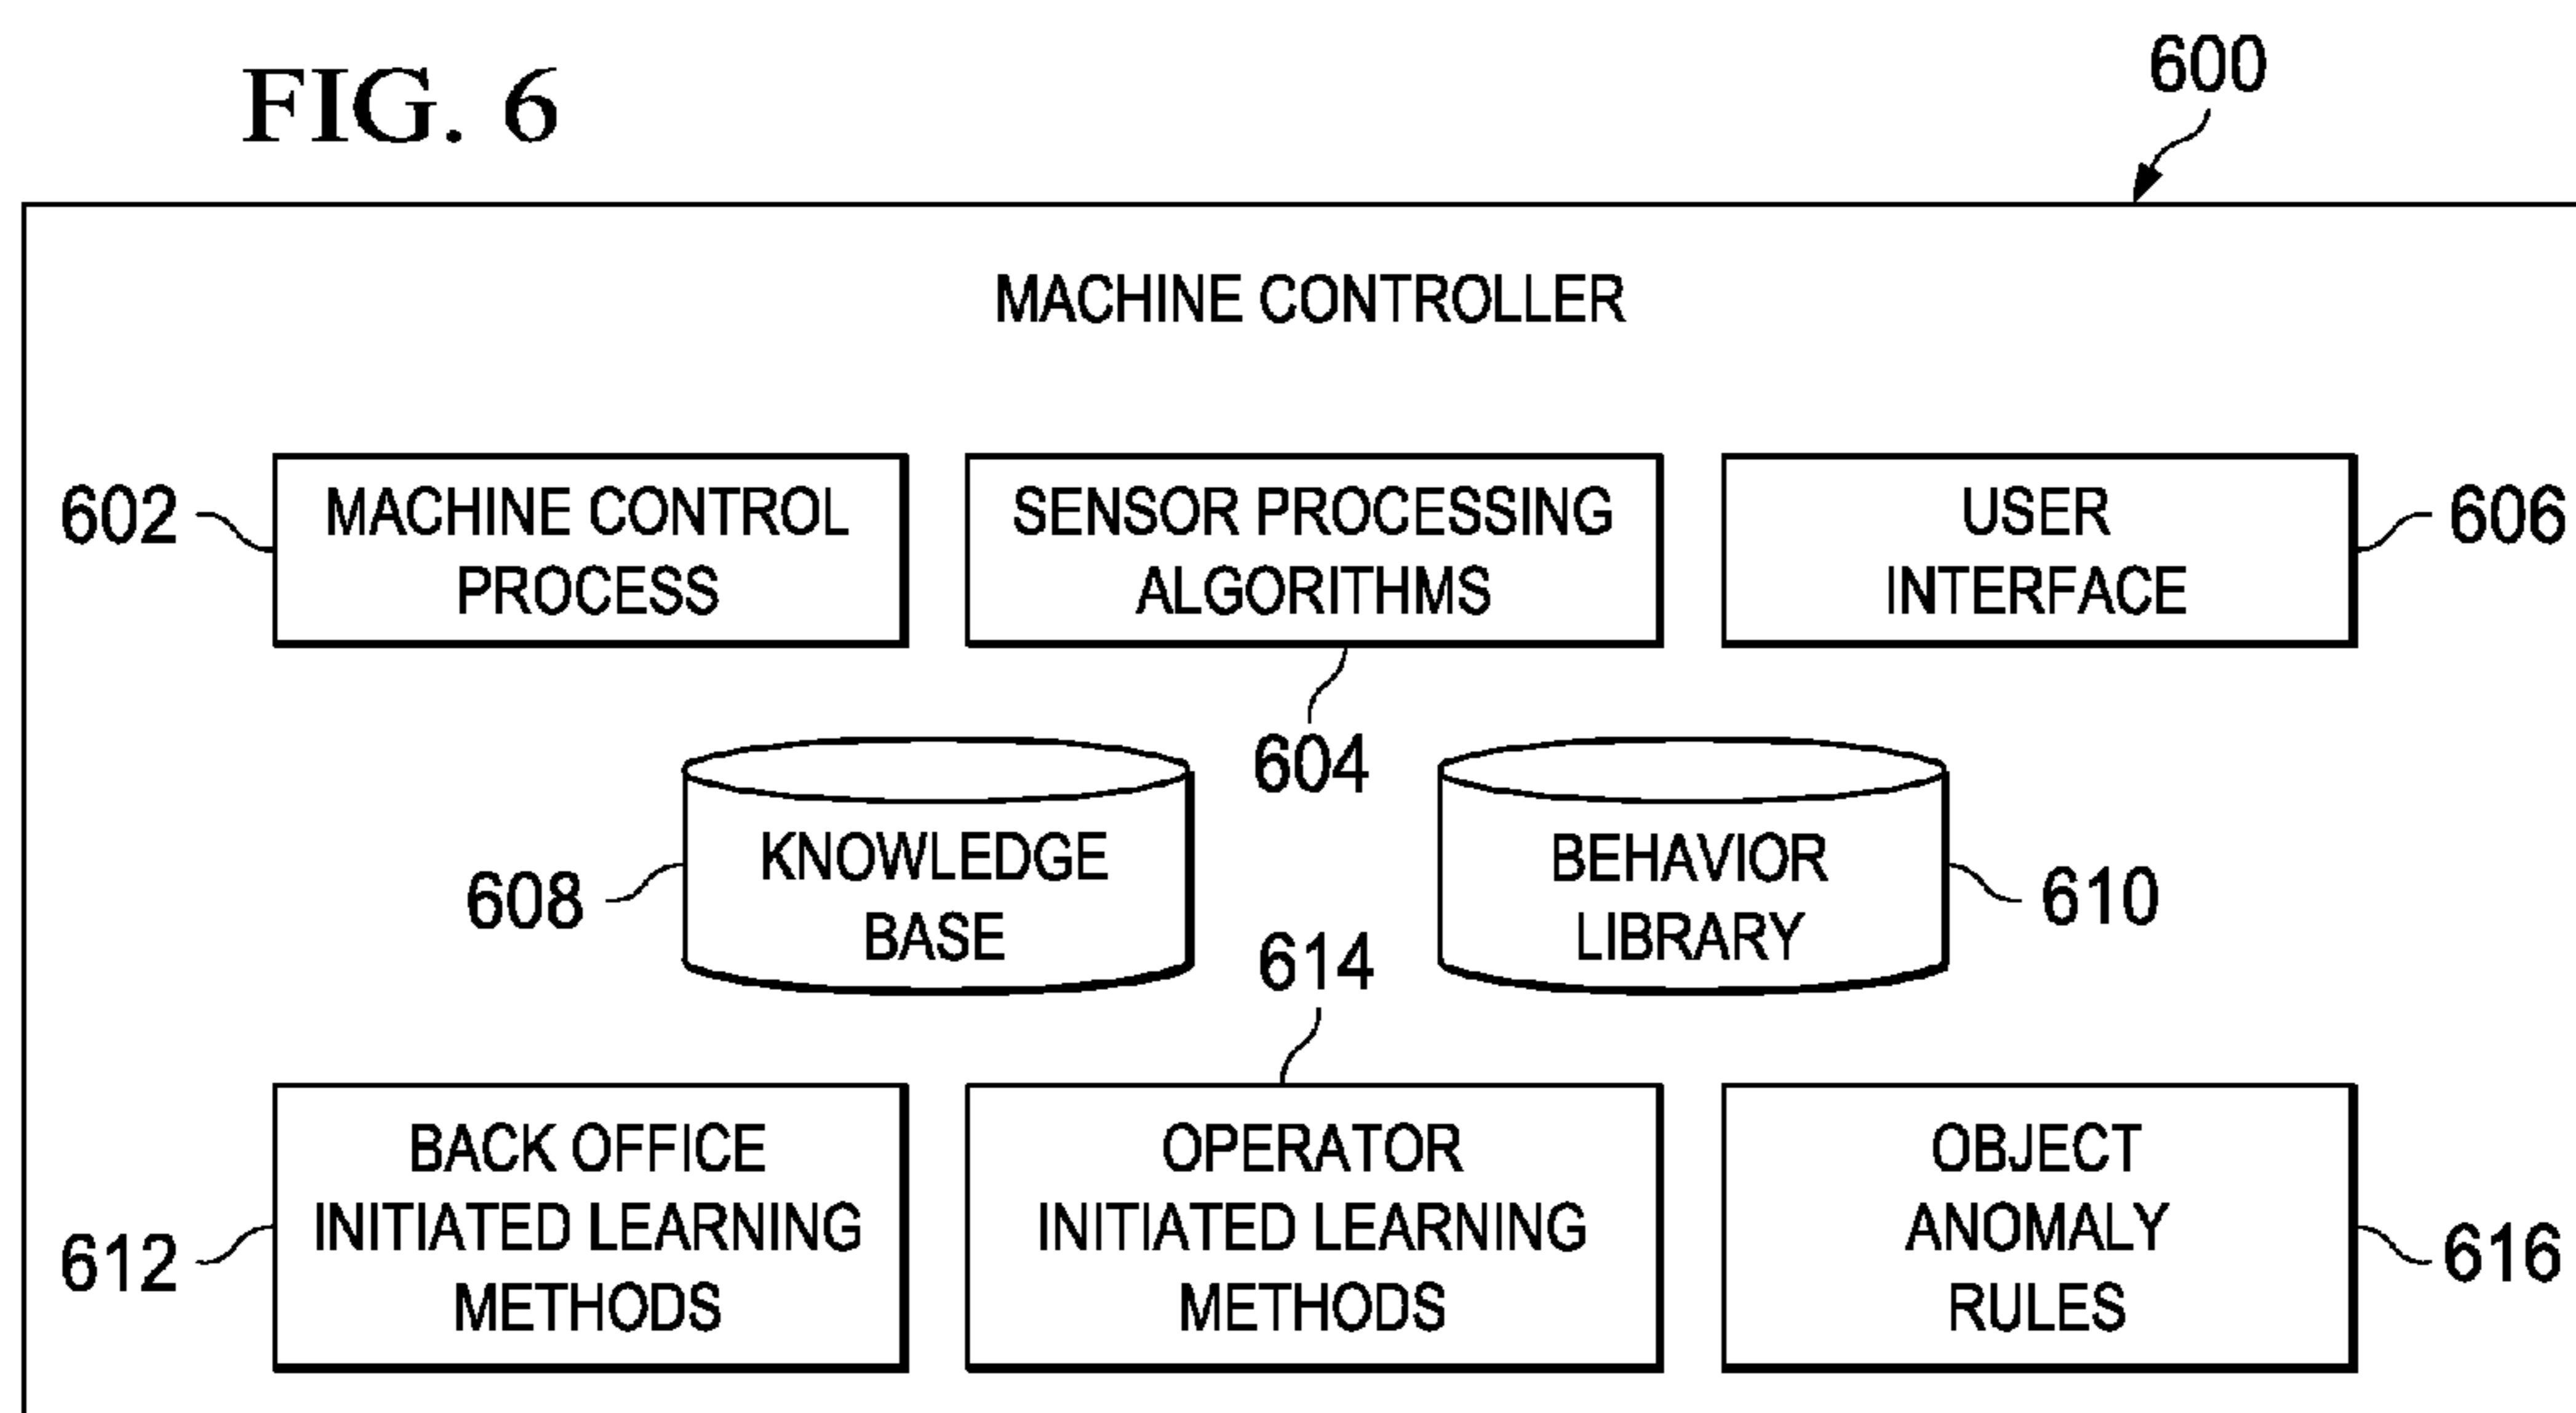 FIG. 6
600
MACHINE CONTROLLER
602
MACHINE CONTROL
PROCESS
SENSOR PROCESSING
ALGORITHMS
604
USER
INTERFACE
606
608
KNOWLEDGE
BASE
BEHAVIOR
LIBRARY
610
612
BACK OFFICE
INITIATED LEARNING
METHODS
614
OPERATOR
INITIATED LEARNING
METHODS
OBJECT
ANOMALY
RULES
616